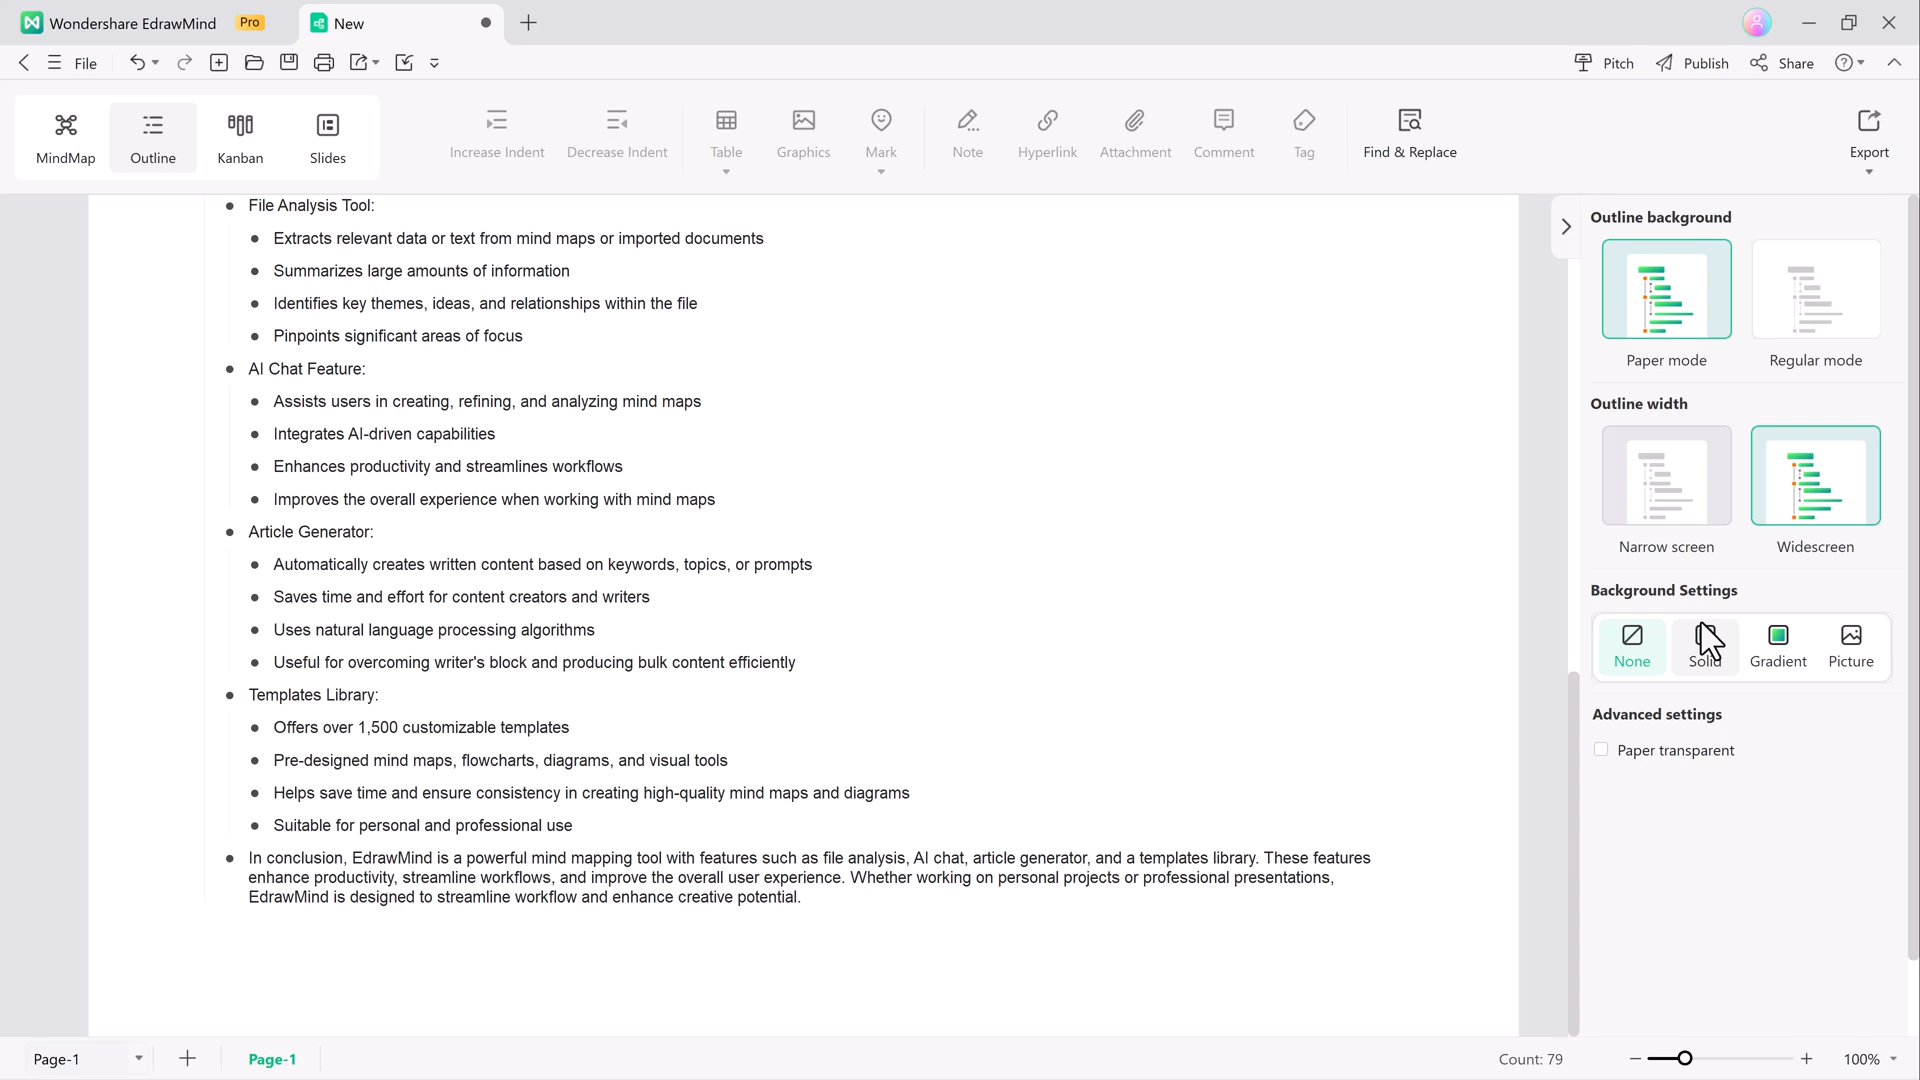 Wondershare EdrawMind Pro New
File Pitch Publish Share
MindMap Outline Kanban Slides Increase Indent Decrease Indent Table Graphics Mark Note Hyperlink Attachment Comment Tag Find & Replace Export
File Analysis Tool:
Extracts relevant data or text from mind maps or imported documents
Summarizes large amounts of information
Identifies key themes, ideas, and relationships within the file
Pinpoints significant areas of focus
AI Chat Feature:
Assists users in creating, refining, and analyzing mind maps
Integrates AI-driven capabilities
Enhances productivity and streamlines workflows
Improves the overall experience when working with mind maps
Article Generator:
Automatically creates written content based on keywords, topics, or prompts
Saves time and effort for content creators and writers
Uses natural language processing algorithms
Useful for overcoming writer's block and producing bulk content efficiently
Templates Library:
Offers over 1,500 customizable templates
Pre-designed mind maps, flowcharts, diagrams, and visual tools
Helps save time and ensure consistency in creating high-quality mind maps and diagrams
Suitable for personal and professional use
In conclusion, EdrawMind is a powerful mind mapping tool with features such as file analysis, AI chat, article generator, and a templates library. These features
enhance productivity, streamline workflows, and improve the overall user experience. Whether working on personal projects or professional presentations,
EdrawMind is designed to streamline workflow and enhance creative potential.
Outline background
Paper mode Regular mode
Outline width
Narrow screen Widescreen
Background Settings
None Solid Gradient Picture
Advanced settings
Paper transparent
Page-1 Page-1 Count: 79 100%